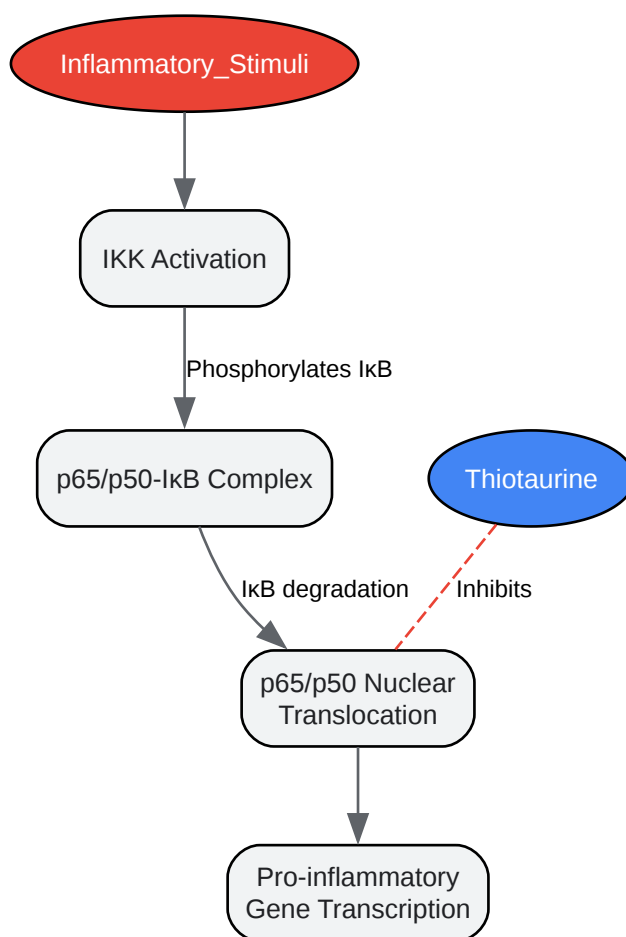 Inflammatory_Stimuli
IKK Activation
Phosphorylates IκB
p65/p50-IκB Complex
Thiotaurine
IκB degradation
Inhibits
p65/p50 Nuclear
Translocation
Pro-inflammatory
Gene Transcription